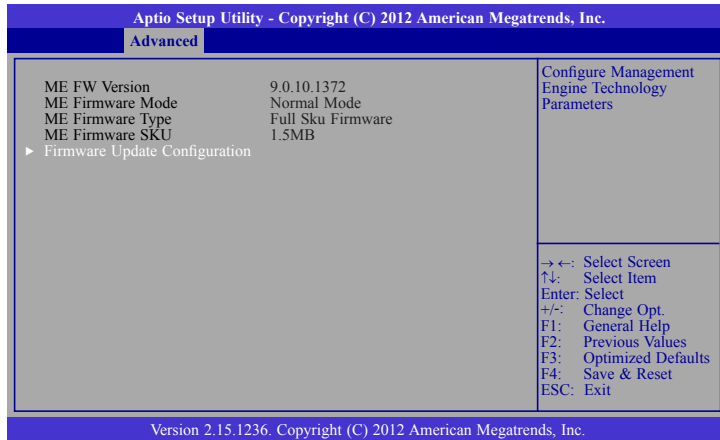 Aptio Setup Utility - Copyright (C) 2012 American Megatrends, Inc.
Advanced
ME FW Version 9.0.10.1372
ME Firmware Mode Normal Mode
ME Firmware Type Full Sku Firmware
ME Firmware SKU 1.5MB
► Firmware Update Configuration
Configure Management
Engine Technology
Parameters
→ ←: Select Screen
↑↓: Select Item
Enter: Select
+/-: Change Opt.
F1: General Help
F2: Previous Values
F3: Optimized Defaults
F4: Save & Reset
ESC: Exit
Version 2.15.1236. Copyright (C) 2012 American Megatrends, Inc.